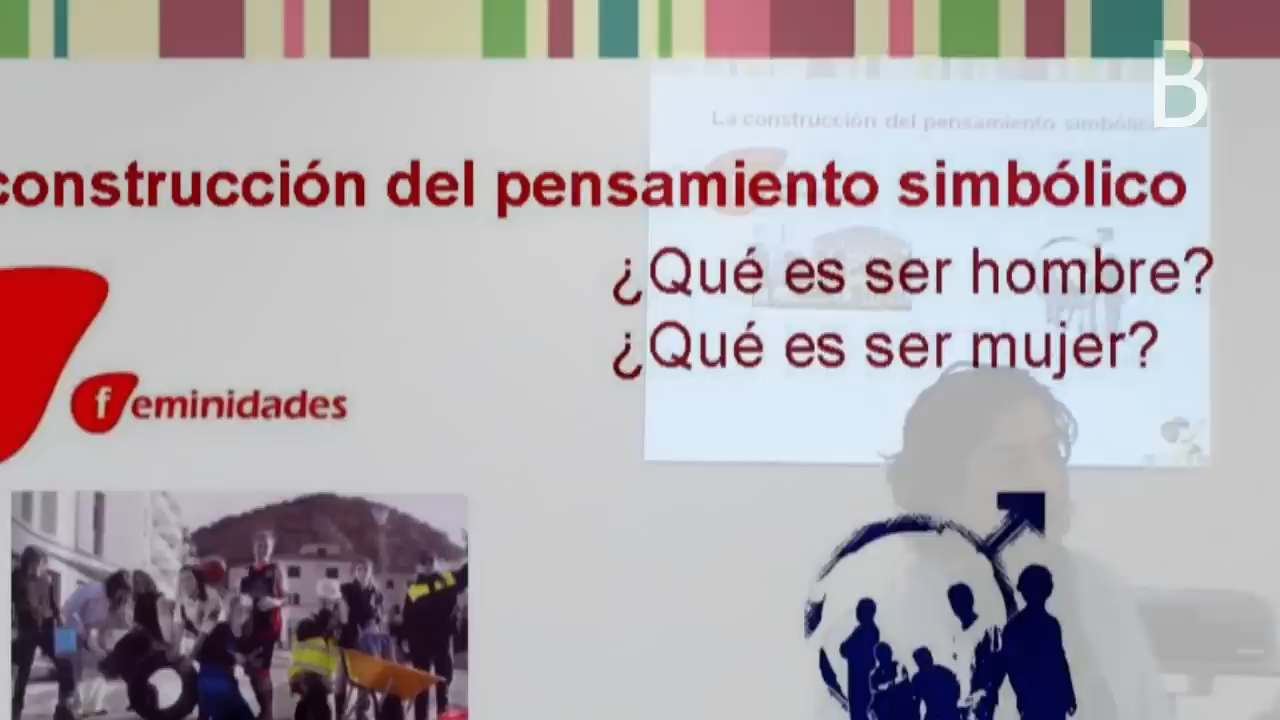 B
La construcción del pensamiento simbólico
construcción del pensamiento simbólico
¿Qué es ser hombre?
¿Qué es ser mujer?
feminidades